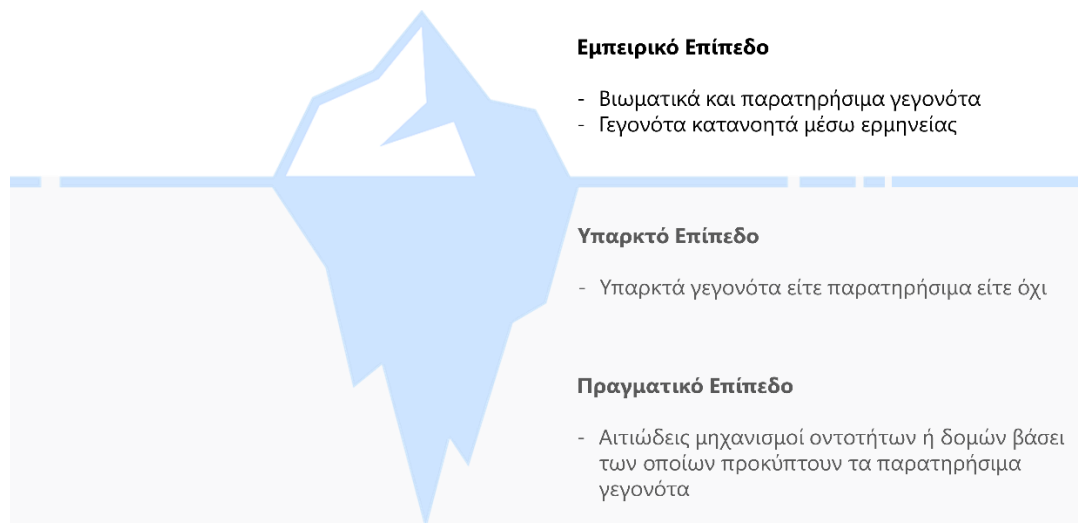 Εμπειρικό Επίπεδο
- Βιωματικά και παρατηρήσιμα γεγονότα
- Γεγονότα κατανοητά μέσω ερμηνείας
Υπαρκτό Επίπεδο
- Υπαρκτά γεγονότα είτε παρατηρήσιμα είτε όχι
Πραγματικό Επίπεδο
- Αιτιώδεις μηχανισμοί οντοτήτων ή δομών βάσει
των οποίων προκύπτουν τα παρατηρήσιμα
γεγονότα